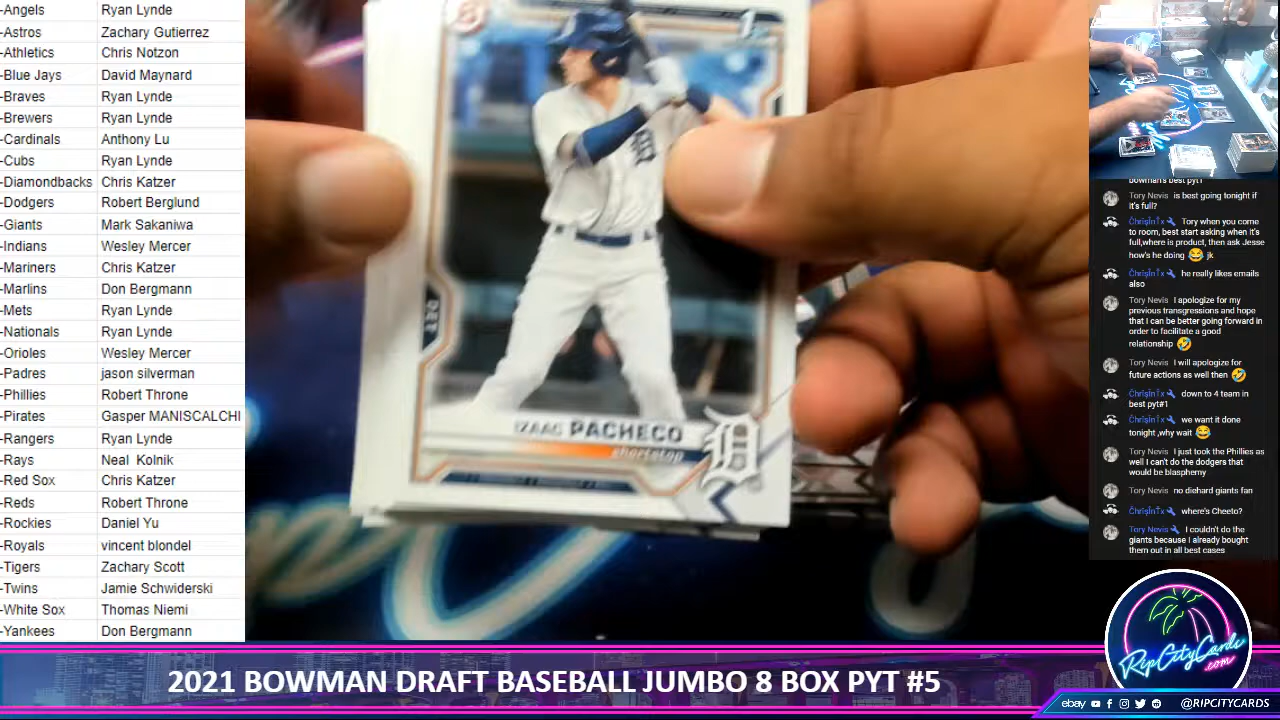 -Angels Ryan Lynde
-Astros Zachary Gutierrez
-Athletics Chris Notzon
-Blue Jays David Maynard
-Braves Ryan Lynde
-Brewers Ryan Lynde
-Cardinals Anthony Lu
-Cubs Ryan Lynde
-Diamondbacks Chris Katzer
-Dodgers Robert Berglund
-Giants Mark Sakaniwa
-Indians Wesley Mercer
-Mariners Chris Katzer
-Marlins Don Bergmann
-Mets Ryan Lynde
-Nationals Ryan Lynde
-Orioles Wesley Mercer
-Padres jason silverman
-Phillies Robert Throne
-Pirates Gasper MANISCALCHI
-Rangers Ryan Lynde
-Rays Neal Kolnik
-Red Sox Chris Katzer
-Reds Robert Throne
-Rockies Daniel Yu
-Royals vincent blondel
-Tigers Zachary Scott
-Twins Jamie Schwiderski
-White Sox Thomas Niemi
-Yankees Don Bergmann
1
D
DET
IZAAC PACHECO
shortstop
D
bowman's best pyt1
Tory Nevis is best going tonight if
it's full?
ChrisinTx Tory when you come
to room, best start asking when it's
full,where is product, then ask Jesse
how's he doing 😂 jk
ChrisinTx he really likes emails
also
Tory Nevis I apologize for my
previous transgressions and hope
that I can be better going forward in
order to facilitate a good
relationship 🤣
Tory Nevis I will apologize for
future actions as well then 🤣
ChrisinTx down to 4 team in
best pyt#1
ChrisinTx we want it done
tonight ,why wait 😂
Tory Nevis I just took the Phillies as
well I can't do the dodgers that
would be blasphemy
Tory Nevis no diehard giants fan
ChrisinTx where's Cheeto?
Tory Nevis I couldn't do the
giants because I already bought
them out in all best cases
RipCityCards
.com
2021 BOWMAN DRAFT BASEBALL JUMBO 8 BOX PYT #5
ebay @RIPCITYCARDS